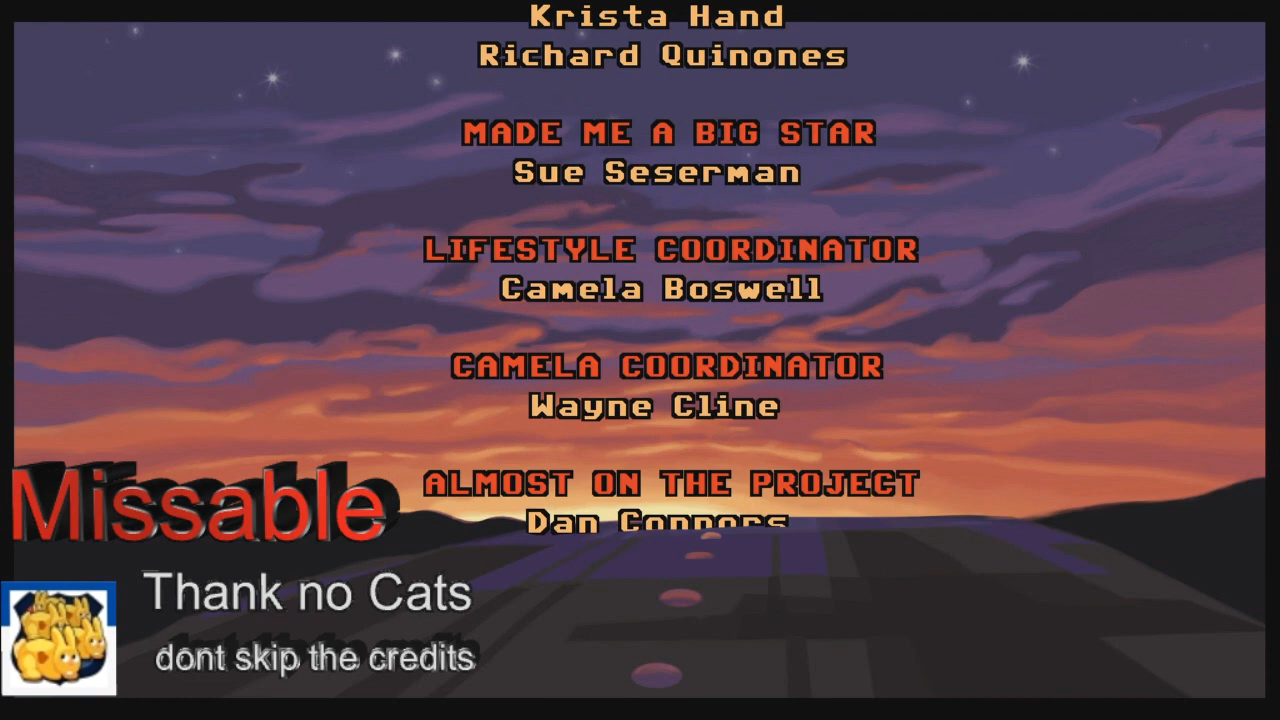 Krista Hand
Richard Quinones
MADE ME A BIG STAR
Sue Seserman
LIFESTYLE COORDINATOR
Camela Boswell
CAMELA COORDINATOR
Wayne Cline
ALMOST ON THE PROJECT
Dan Connors
Missable
Thank no Cats
dont skip the credits